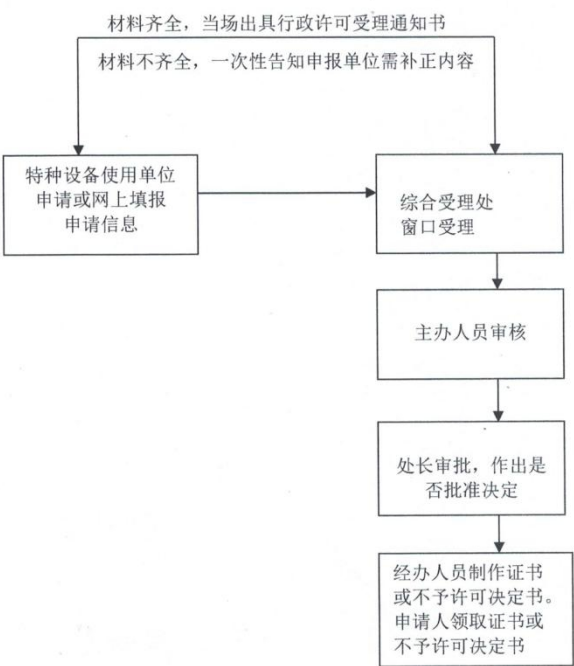 材料齐全，当场出具行政许可受理通知书
材料不齐全，一次性告知申报单位需补正内容
特种设备使用单位
申请或网上填报
申请信息
综合受理处
窗口受理
主办人员审核
处长审批，作出是
否批准决定
经办人员制作证书
或不予许可决定书。
申请人领取证书或
不予许可决定书